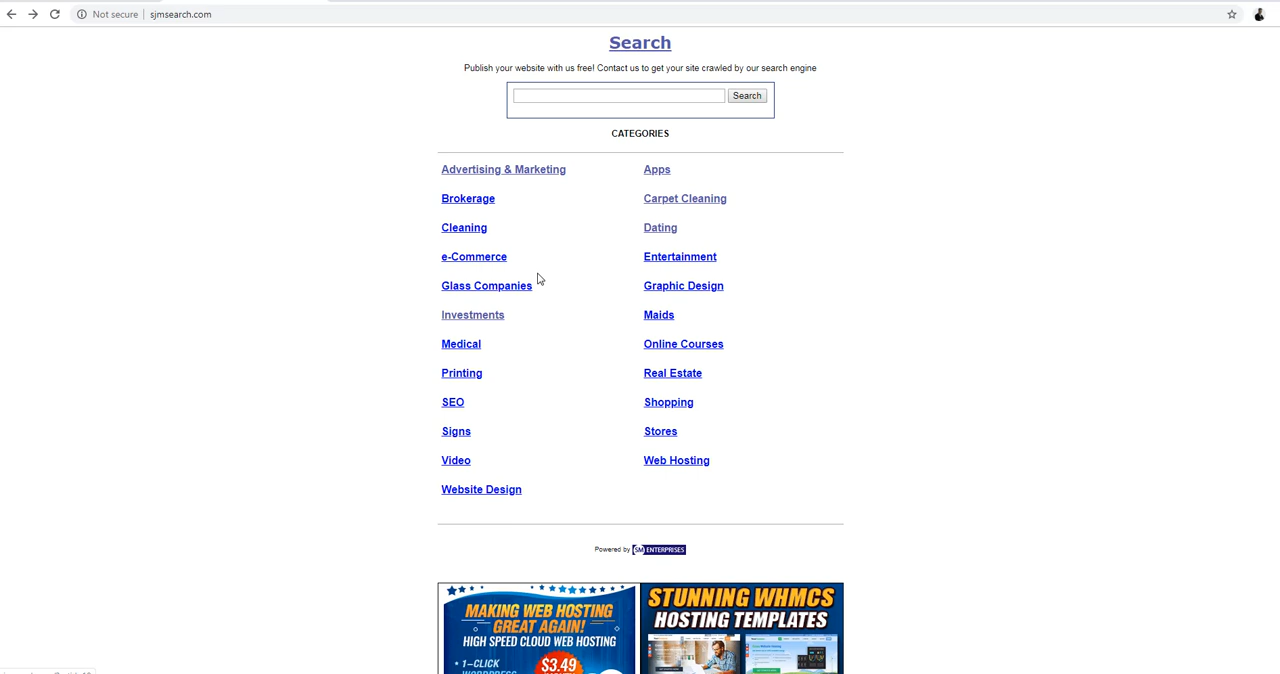 Not secure | sjmsearch.com
Search
Publish your website with us free! Contact us to get your site crawled by our search engine
Search
CATEGORIES
Advertising & Marketing Apps
Brokerage Carpet Cleaning
Cleaning Dating
e-Commerce Entertainment
Glass Companies Graphic Design
Investments Maids
Medical Online Courses
Printing Real Estate
SEO Shopping
Signs Stores
Video Web Hosting
Website Design
Powered by SM ENTERPRISES
MAKING WEB HOSTING
GREAT AGAIN!
HIGH SPEED CLOUD WEB HOSTING
* 1-CLICK
$3.49
STUNNING WHMCS
HOSTING TEMPLATES